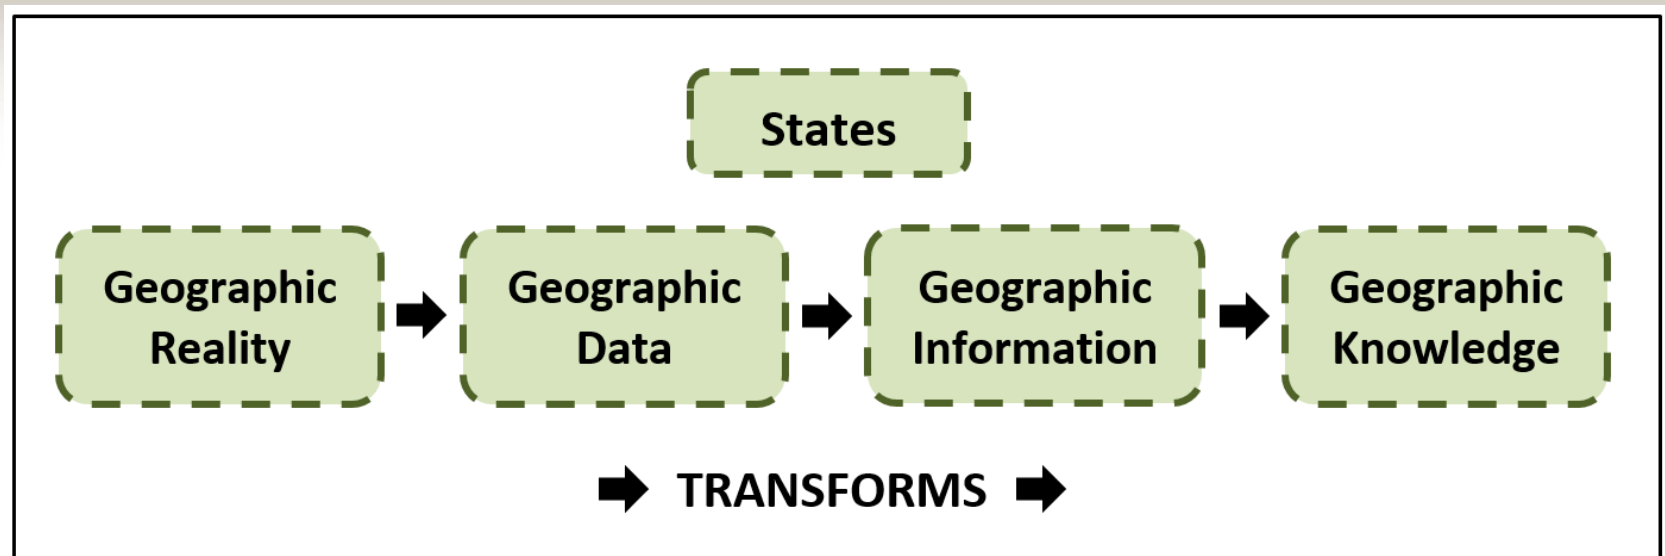 States
Geographic
Reality
Geographic
Data
Geographic
Information
Geographic
Knowledge
TRANSFORMS